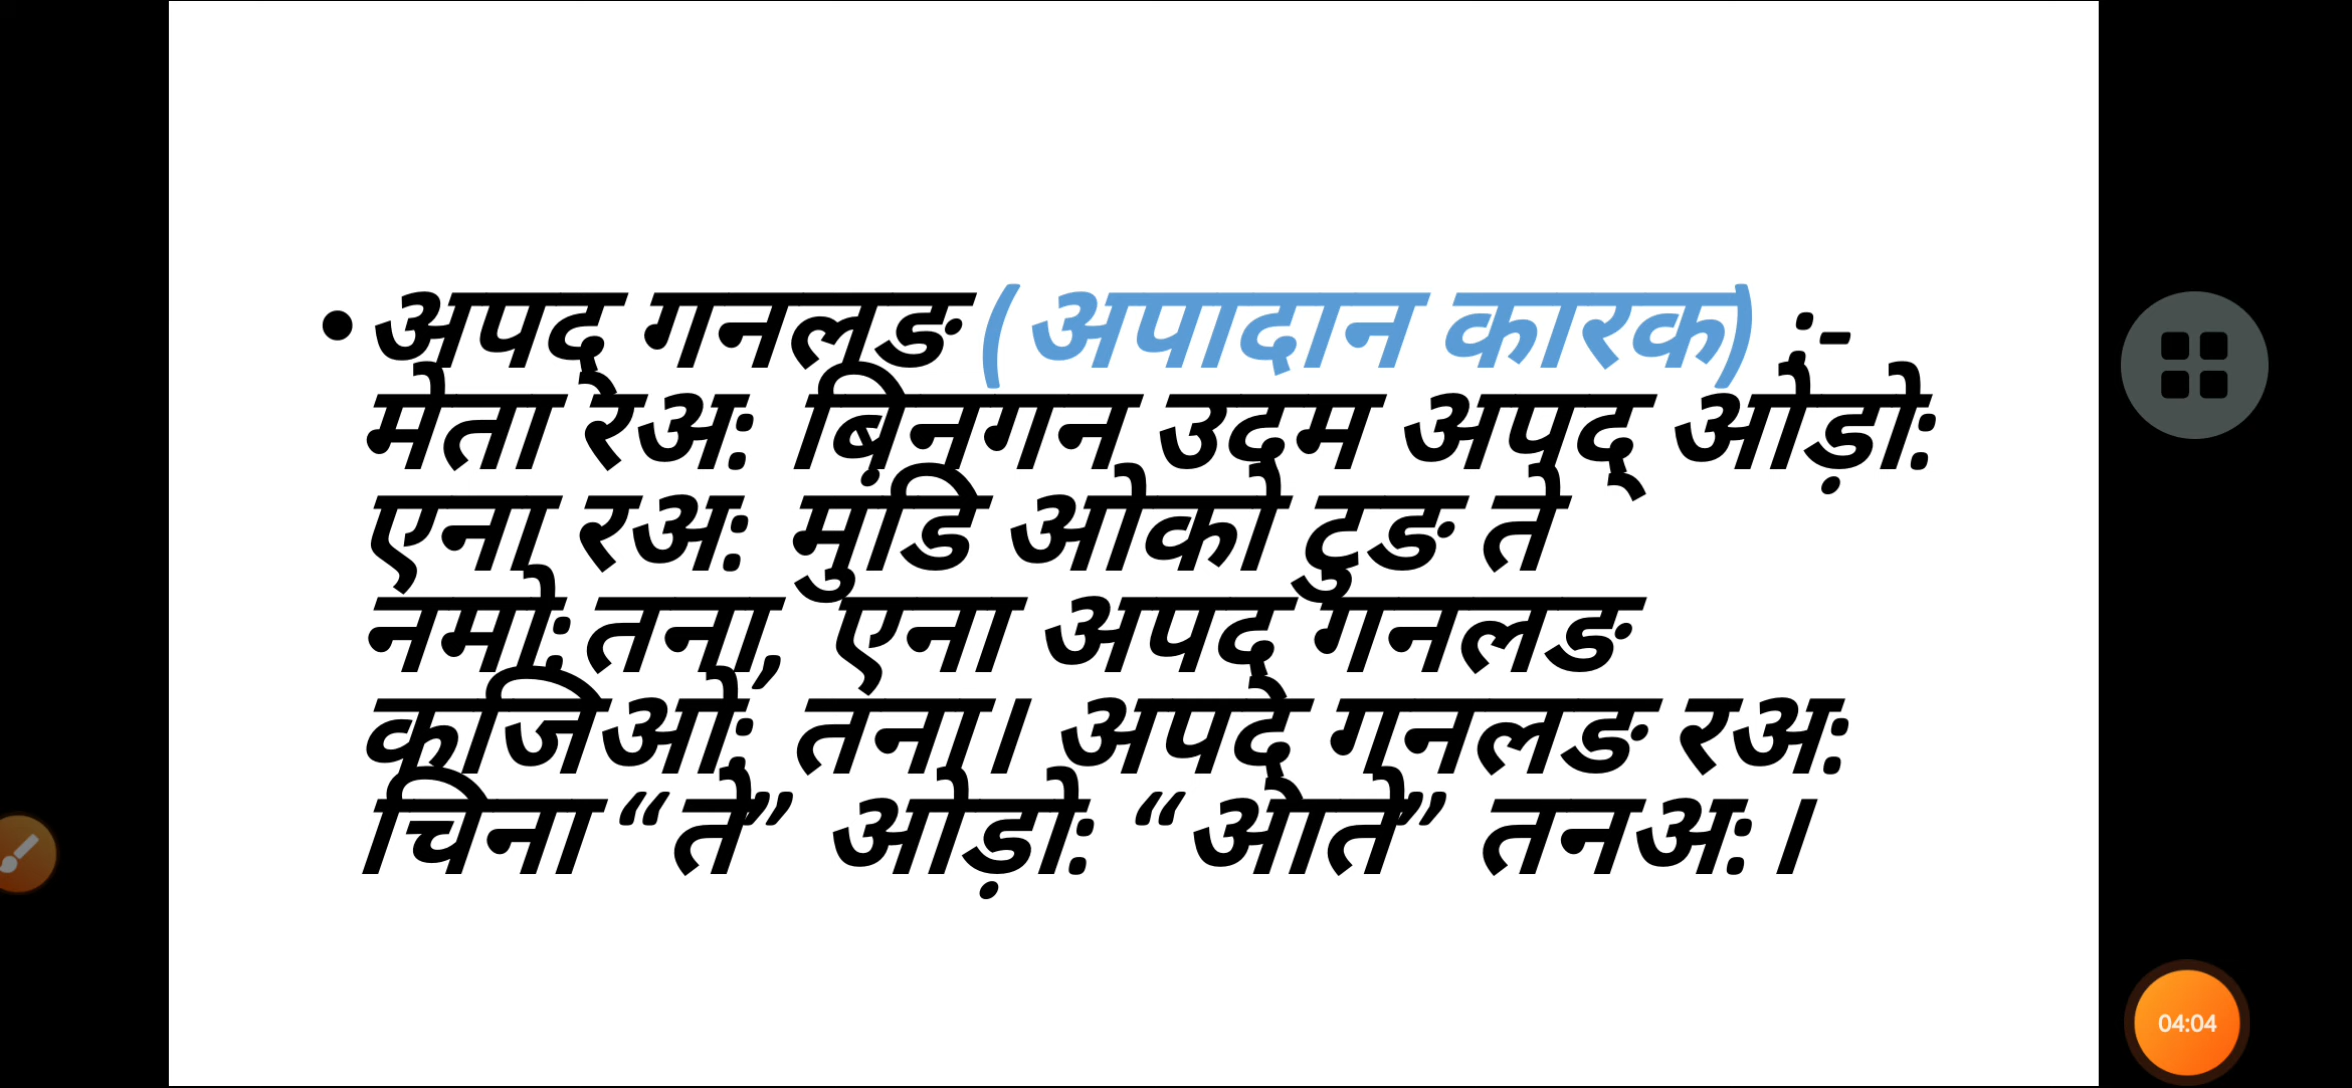 •अपद् गनलङ ( अपादान कारक) :-
मेता रेअ: बिनगन उदम अपद् ओड़ो:
एना रअ: मुंडि ओको टुङ ते
नमो: तना, एना अपद् गनलङ
कजिओ: तना। अपदे गनलङ रअ:
चिना “ते” ओड़ो: “ओते” तनअ: ।
04:04